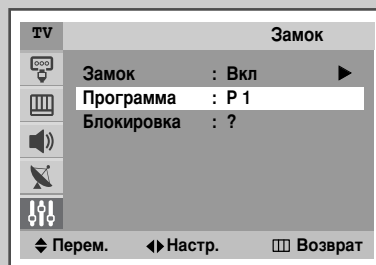 TV Замок
Замок : Вкл ▶
Программа : P 1
Блокировка : ?
Перем. Настр. Возврат